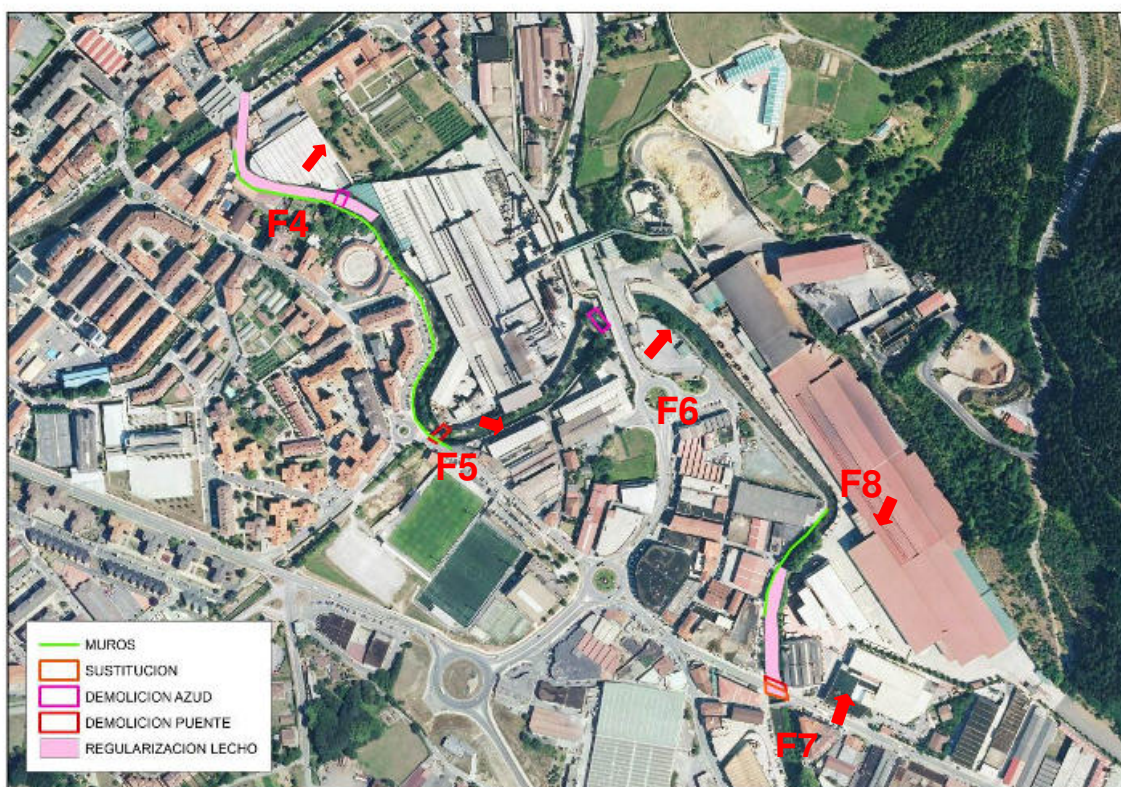 F4
F5
F6
F8
F7
MUROS
SUSTITUCION
DEMOLICION AZUD
DEMOLICION PUENTE
REGULARIZACION LECHO